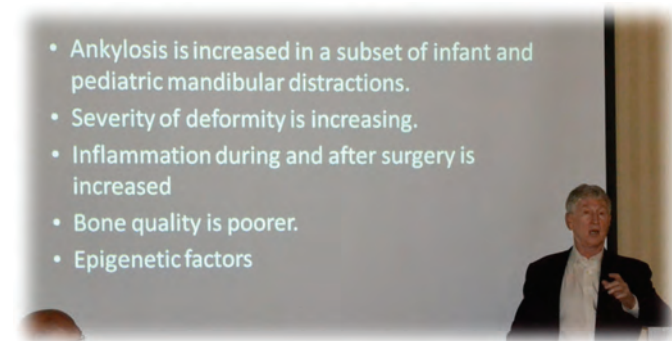 • Ankylosis is increased in a subset of infant and
pediatric mandibular distractions.
• Severity of deformity is increasing.
• Inflammation during and after surgery is
increased
• Bone quality is poorer.
• Epigenetic factors